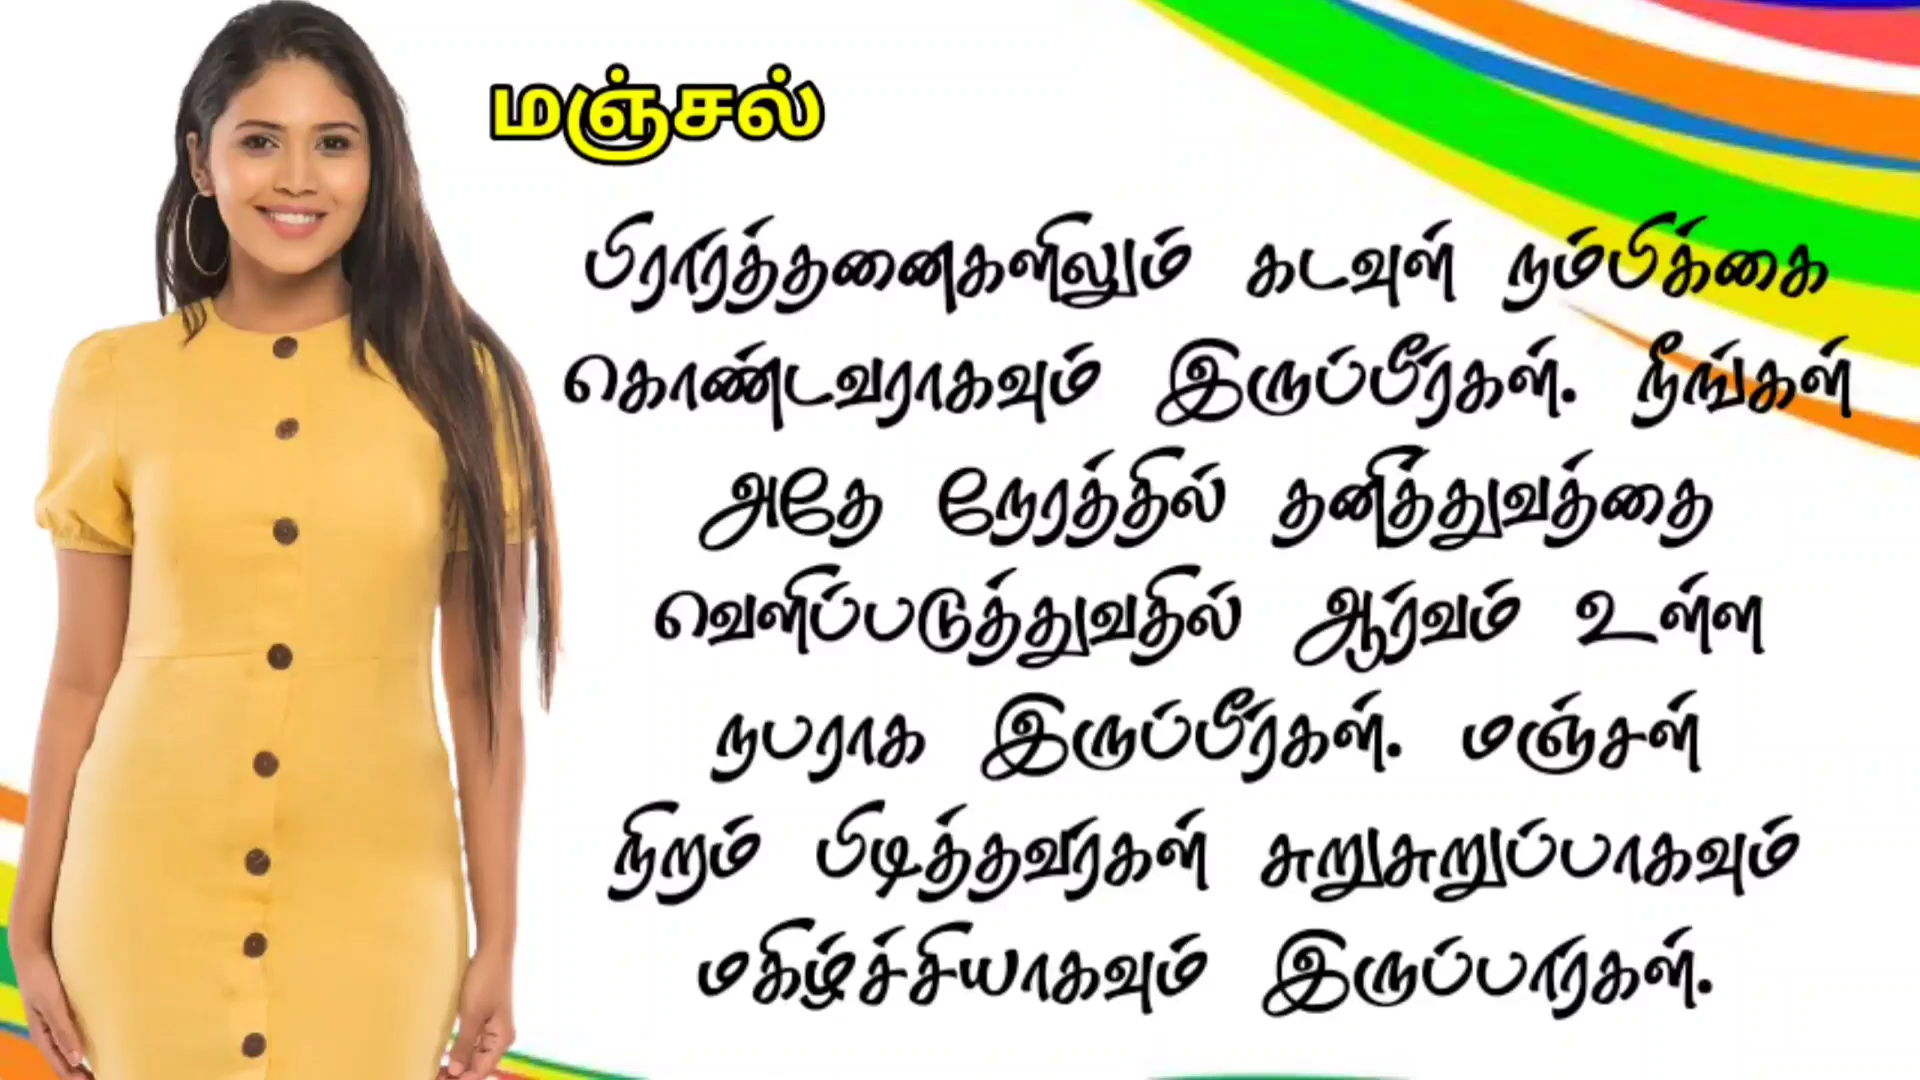 மஞ்சல்
பிரார்த்தனைகளிலும் கடவுள் நம்பிக்கை
கொண்டவராகவும் இருப்பீர்கள். நீங்கள்
அதே நேரத்தில் தனித்துவத்தை
வெளிப்படுத்துவதில் ஆர்வம் உள்ள
நபராக இருப்பீர்கள். மஞ்சள்
நிறம் பிடித்தவர்கள் சுறுசுறுப்பாகவும்
மகிழ்ச்சியாகவும் இருப்பார்கள்.